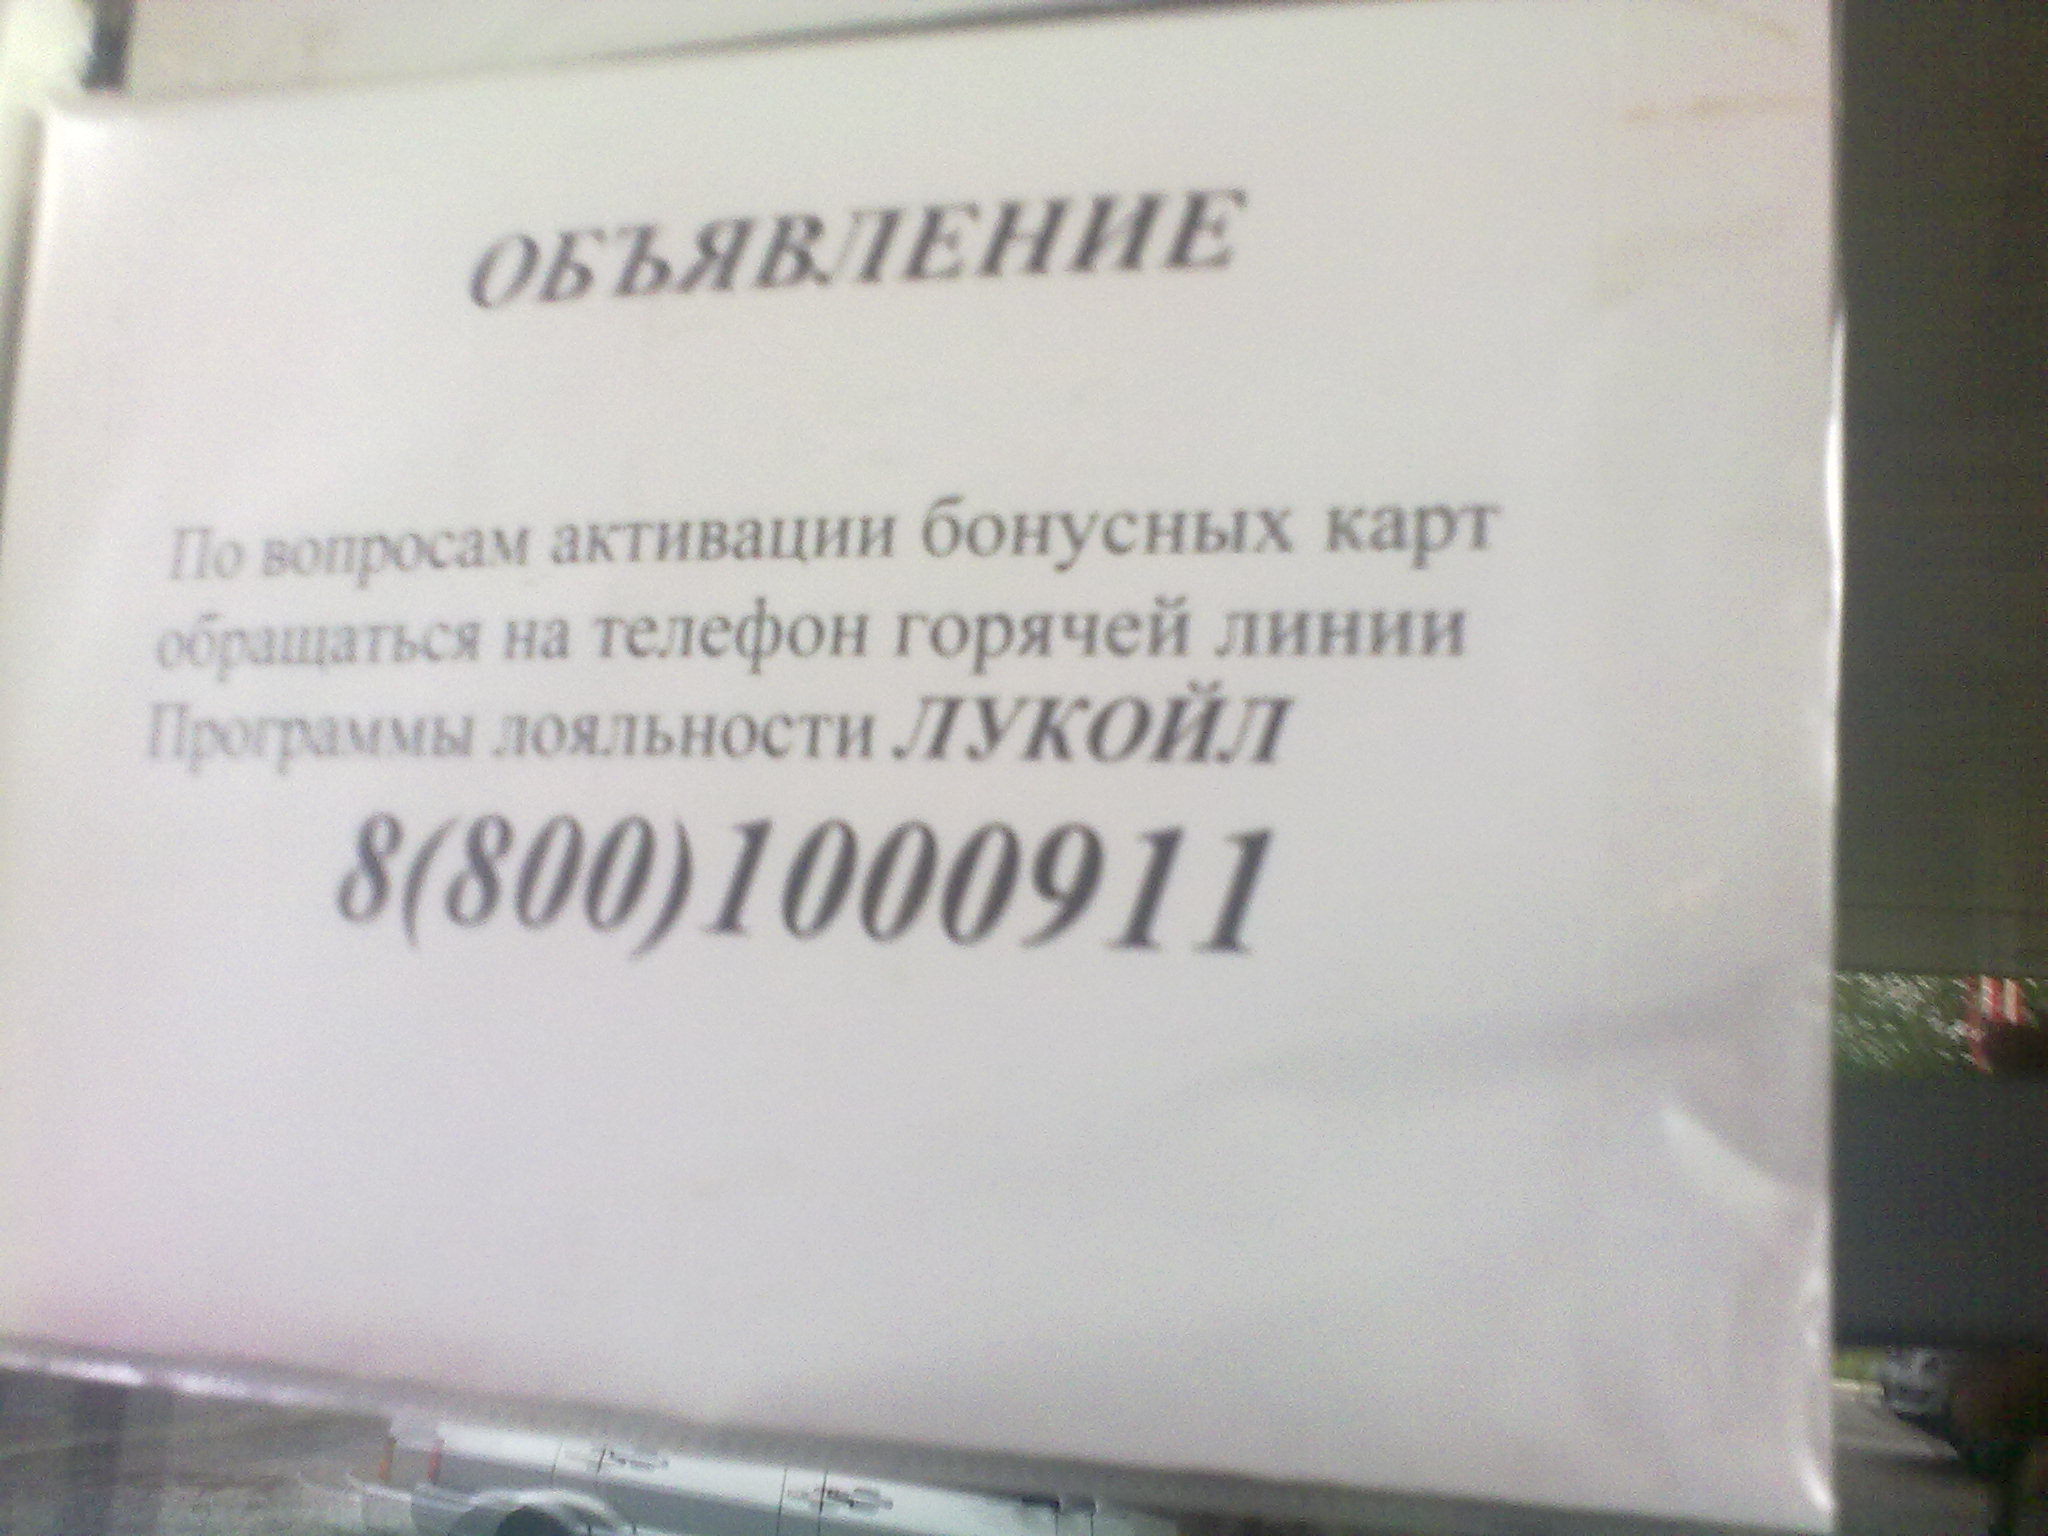 ОБЪЯВЛЕНИЕ
По вопросам активации бонусных карт
обращаться на телефон горячей линии
Программы лояльности ЛУКОЙЛ
8(800)1000911